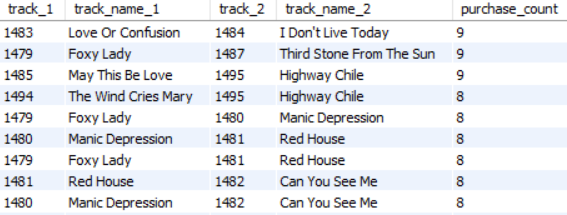 track_1 track_name_1 track_2 track_name_2 purchase_count
1483 Love Or Confusion 1484 I Don't Live Today 9
1479 Foxy Lady 1487 Third Stone From The Sun 9
1485 May This Be Love 1495 Highway Chile 9
1494 The Wind Cries Mary 1495 Highway Chile 8
1479 Foxy Lady 1480 Manic Depression 8
1480 Manic Depression 1481 Red House 8
1479 Foxy Lady 1481 Red House 8
1481 Red House 1482 Can You See Me 8
1480 Manic Depression 1482 Can You See Me 8